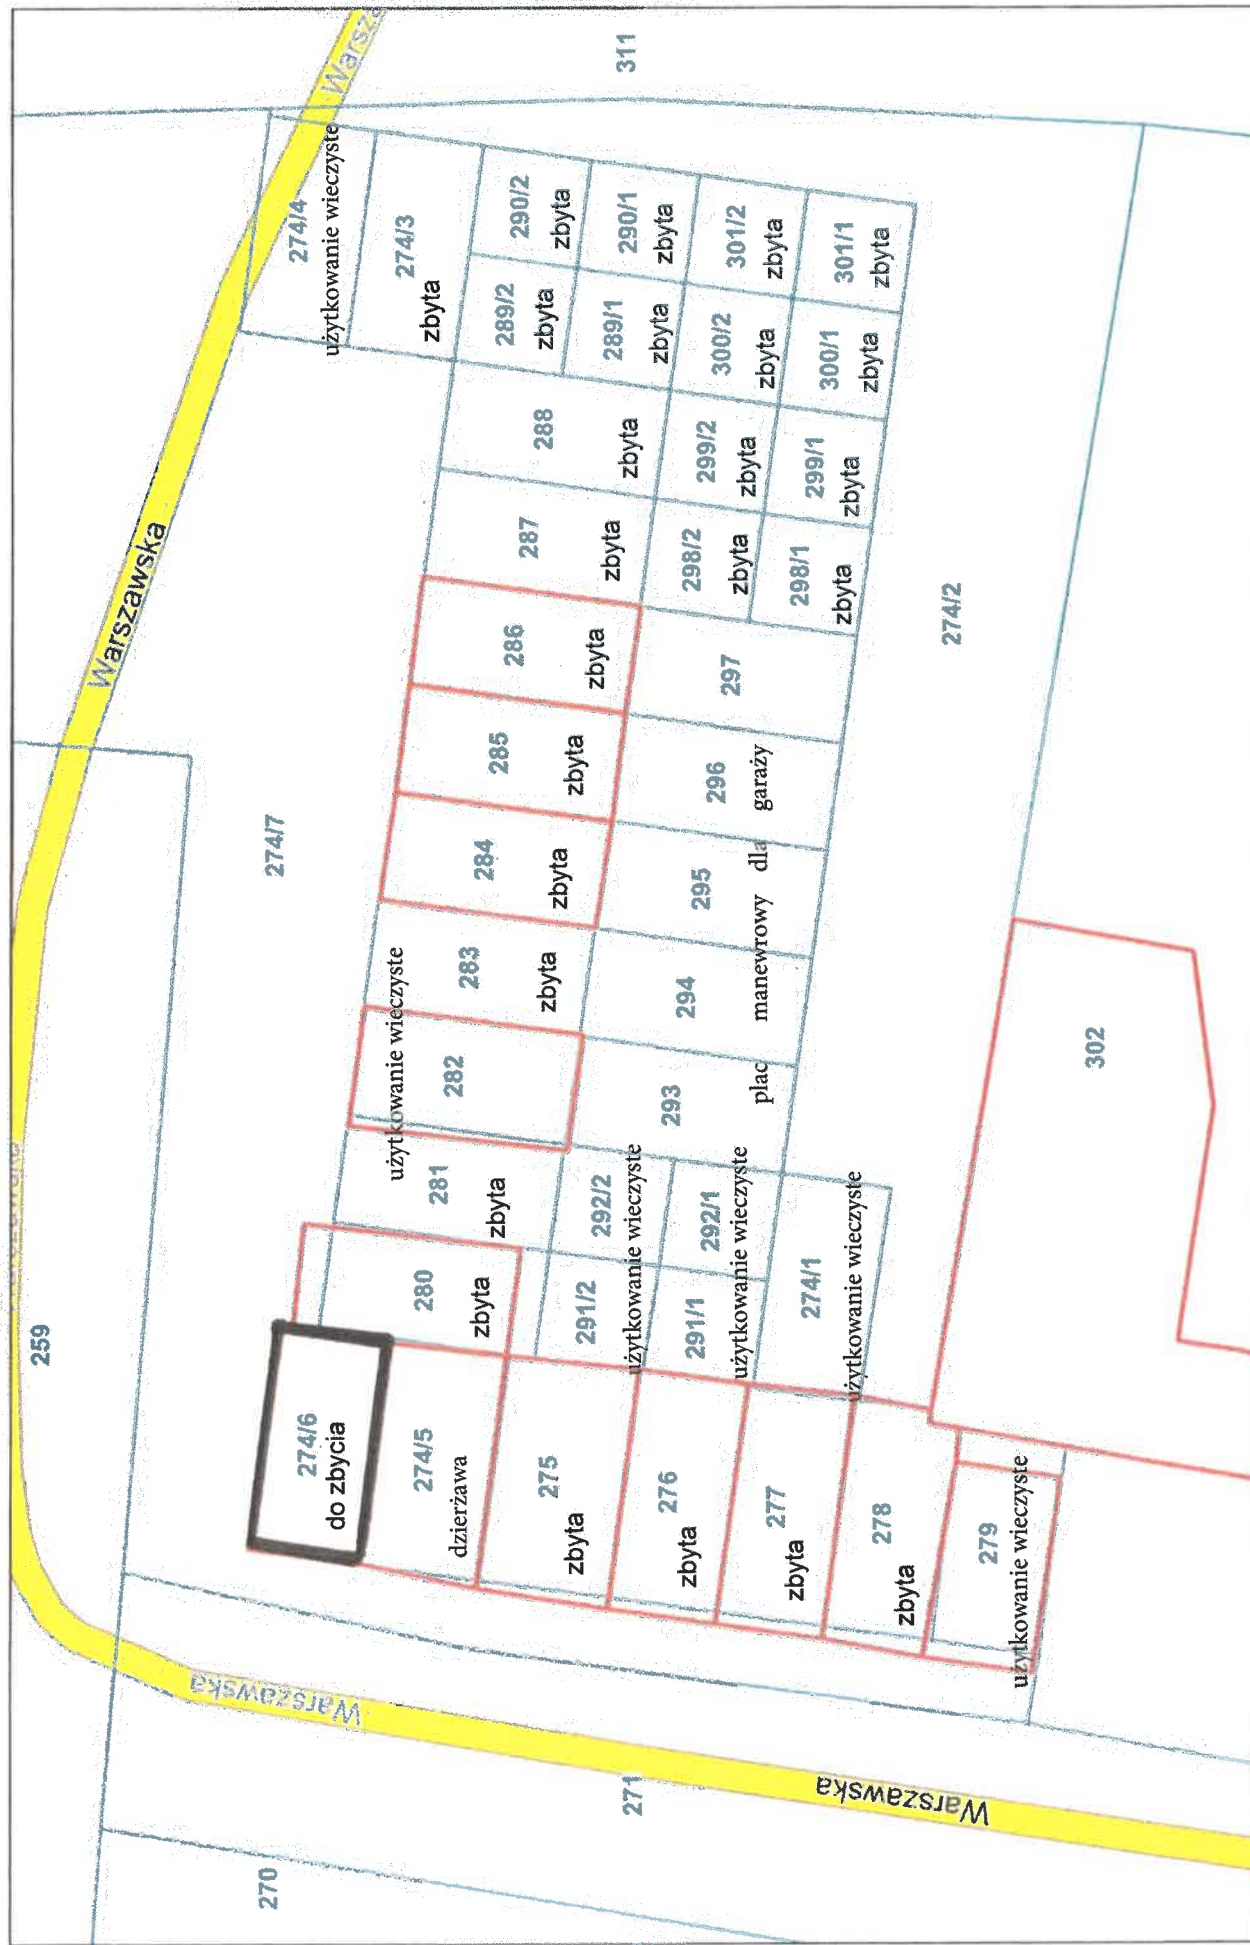 259
Warszawska
Warszawska
Warszawska
Warsza
270
271
311
274/7
274/6
do zbycia
274/5
dzierżawa
275
zbyta
276
zbyta
277
zbyta
278
zbyta
279
użytkowanie wieczyste
280
zbyta
281
zbyta
użytkowanie wieczyste
282
283
zbyta
284
zbyta
285
zbyta
286
zbyta
287
zbyta
288
zbyta
274/4
użytkowanie wieczyste
274/3
zbyta
289/2
zbyta
290/2
zbyta
289/1
zbyta
290/1
zbyta
291/2
292/2
użytkowanie wieczyste
291/1
292/1
użytkowanie wieczyste
274/1
użytkowanie wieczyste
293
294
295
296
297
plac manewrowy dla garaży
298/2
zbyta
299/2
zbyta
300/2
zbyta
301/2
zbyta
298/1
zbyta
299/1
zbyta
300/1
zbyta
301/1
zbyta
274/2
302